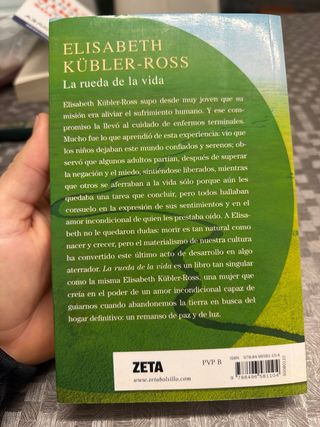 ELISABETH
KÜBLER-ROSS
La rueda de la vida
Elisabeth Kübler-Ross supo desde muy joven que su
misión era aliviar el sufrimiento humano. Y ese com-
promiso la llevó al cuidado de enfermos terminales.
Mucho fue lo que aprendió de esta experiencia: vio que
los niños dejaban este mundo confiados y serenos; ob-
servó que algunos adultos partían, después de superar
la negación y el miedo, sintiéndose liberados, mientras
que otros se aferraban a la vida sólo porque aún les
quedaba una tarea que concluir, pero todos hallaban
consuelo en la expresión de sus sentimientos y en el
amor incondicional de quien les prestaba oído. A Elisa-
beth no le quedaron dudas: morir es tan natural como
nacer y crecer, pero el materialismo de nuestra cultura
ha convertido este último acto de desarrollo en algo
aterrador. La rueda de la vida es un libro tan singular
como la misma Elisabeth Kübler-Ross, una mujer que
creía en el poder de un amor incondicional capaz de
guiarnos cuando abandonemos la tierra en busca del
hogar definitivo: un remanso de paz y de luz.
ZETA
www.zetabolsillo.com
PVP B
ISBN 978-84-96581-10-4
9 788496 581104